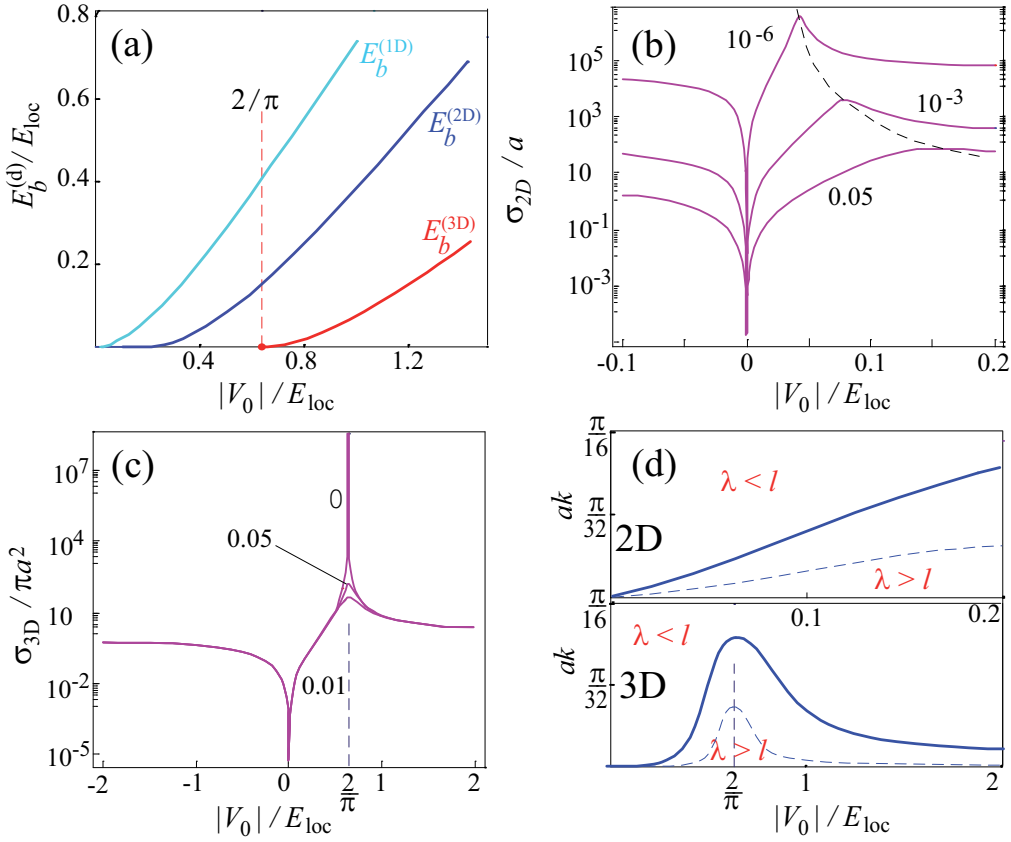 (a)
0.8
0.6
0.4
0.2
E_b^(d) / E_loc
2/π
E_b^(1D)
E_b^(2D)
E_b^(3D)
0.4 0.8 1.2
|V_0| / E_loc
(b)
10^5
10^3
10
10^-1
10^-3
σ_2D / a
10^-6
10^-3
0.05
-0.1 0 0.1 0.2
|V_0| / E_loc
(c)
10^7
10^4
10
10^-2
10^-5
σ_3D / πa^2
0
0.05
0.01
-2 -1 0 2/π 1 2
|V_0| / E_loc
(d)
π/16
π/32
ak
λ < l
2D
λ > l
0.1 0.2
π/16
π/32
ak
λ < l
3D
λ > l
2/π 1 2
|V_0| / E_loc